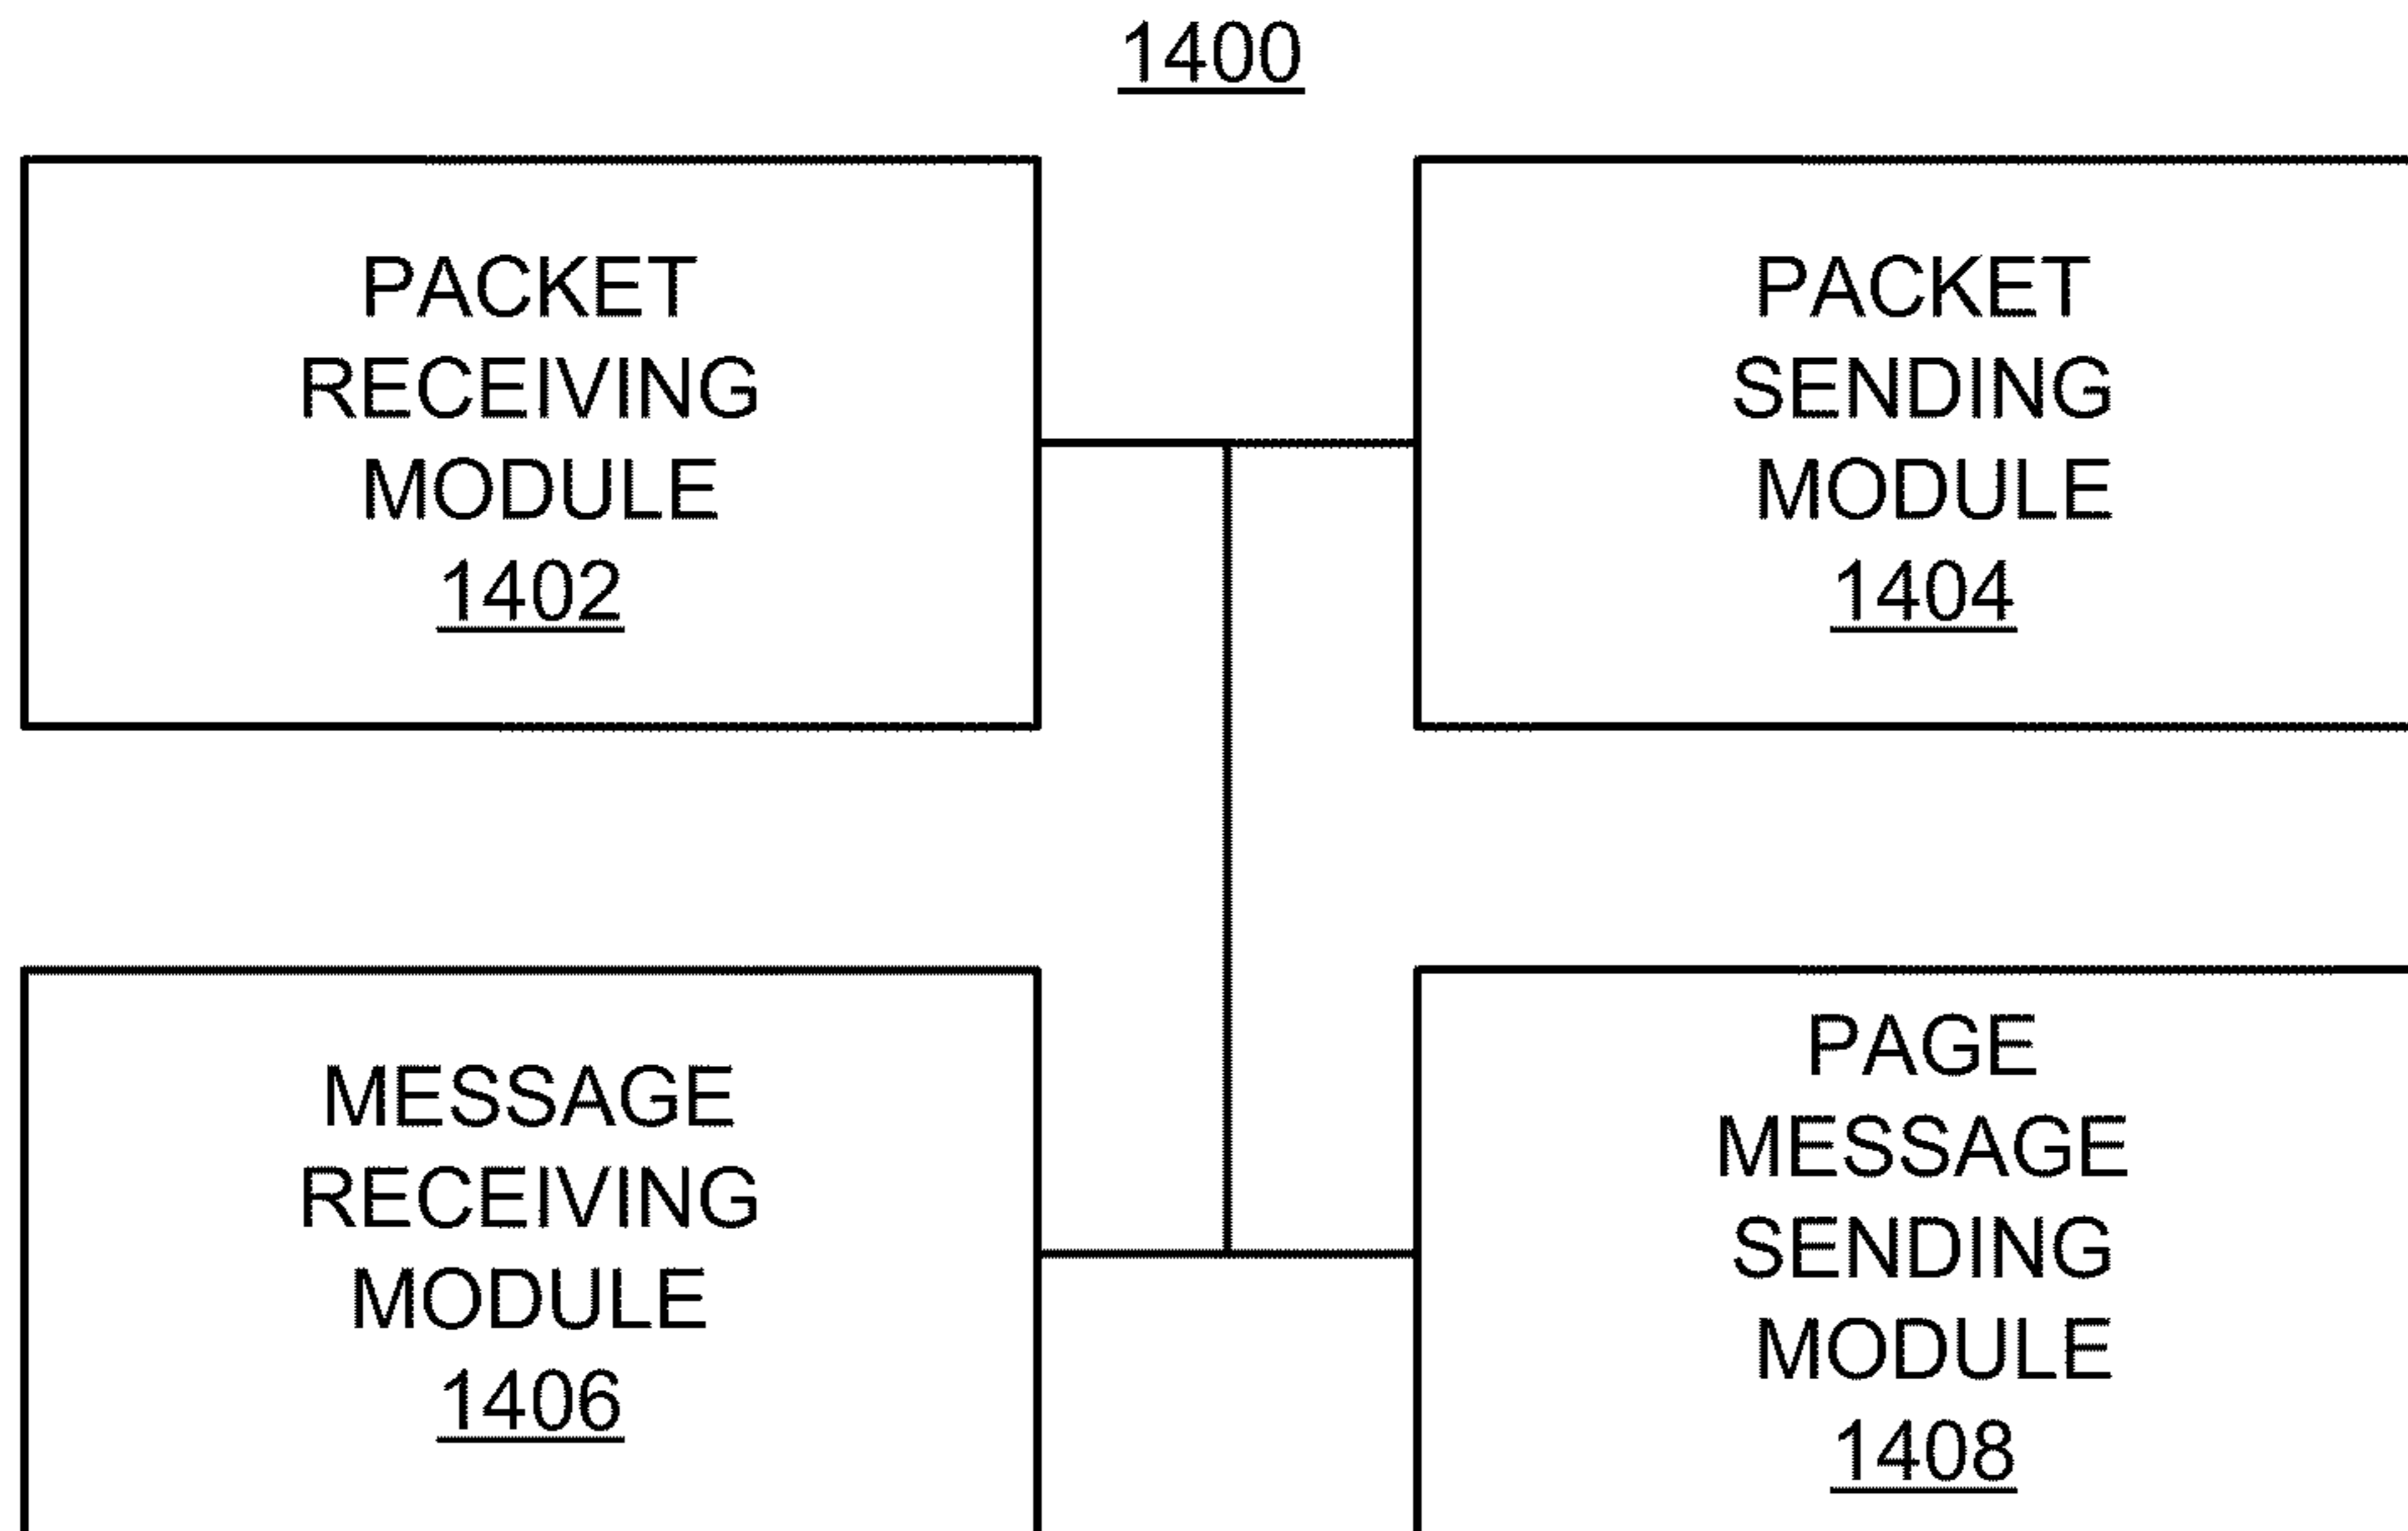 1400
PACKET
RECEIVING
MODULE
1402
PACKET
SENDING
MODULE
1404
MESSAGE
RECEIVING
MODULE
1406
PAGE
MESSAGE
SENDING
MODULE
1408